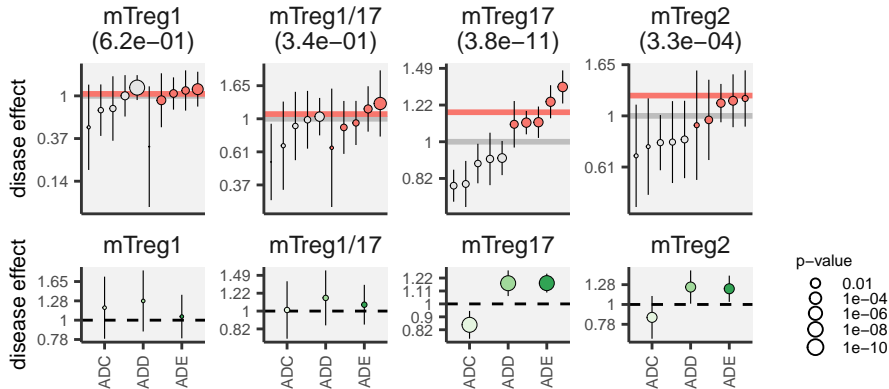 mTreg1 mTreg1/17 mTreg17 mTreg2
(6.2e−01) (3.4e−01) (3.8e−11) (3.3e−04)
disase effect
1
0.37
0.14
1.65
1
0.61
0.37
1.49
1.22
1
0.82
1.65
1
0.61
mTreg1 mTreg1/17 mTreg17 mTreg2
disease effect
1.65
1.28
1
0.78
1.49
1.22
1
0.82
1.22
1.1
1
0.9
0.82
1.28
1
0.78
ADC ADD ADE ADC ADD ADE ADC ADD ADE ADC ADD ADE
p−value
0.01
1e−04
1e−06
1e−08
1e−10